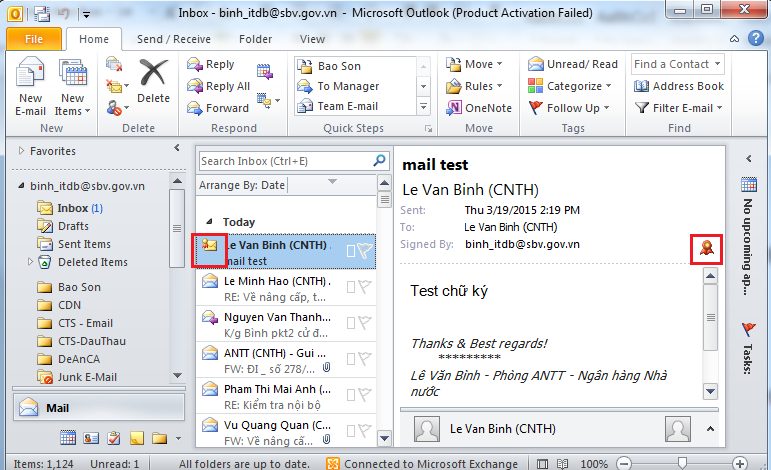 Inbox - binh_itdb@sbv.gov.vn - Microsoft Outlook (Product Activation Failed)
File Home Send / Receive Folder View
New E-mail
New Items
Delete
Reply
Reply All
Forward
Bao Son
To Manager
Team E-mail
Move
Rules
OneNote
Unread/ Read
Categorize
Follow Up
Find a Contact
Address Book
Filter E-mail
New Delete Respond Quick Steps Move Tags Find
Favorites
binh_itdb@sbv.gov.vn
Inbox (1)
Drafts
Sent Items
Deleted Items
Bao Son
CDN
CTS - Email
CTS-DauThau
DeAnCA
Junk E-Mail
Mail
Search Inbox (Ctrl+E)
Arrange By: Date
Today
Le Van Binh (CNTH) .
mail test
Le Minh Hao (CNTH) .
RE: Về nâng cấp, t...
Nguyen Van Thanh...
K/g Bình pkt2 cử đ...
ANTT (CNTH) - Gui ...
FW: ĐI_ số 278/...
Pham Thi Mai Anh (...
RE: Kiểm tra nội bộ
Vu Quang Quan (C...
FW:
mail test
Le Van Binh (CNTH)
Sent: Thu 3/19/2015 2:19 PM
To: Le Van Binh (CNTH)
Signed By: binh_itdb@sbv.gov.vn
Test chữ ký
Thanks & Best regards!
*********
Lê Văn Bình - Phòng ANTT - Ngân hàng Nhà
nước
Le Van Binh (CNTH)
No upcoming ap...
Tasks:
Items: 1,124 Unread: 1 All folders are up to date. Connected to Microsoft Exchange 100%